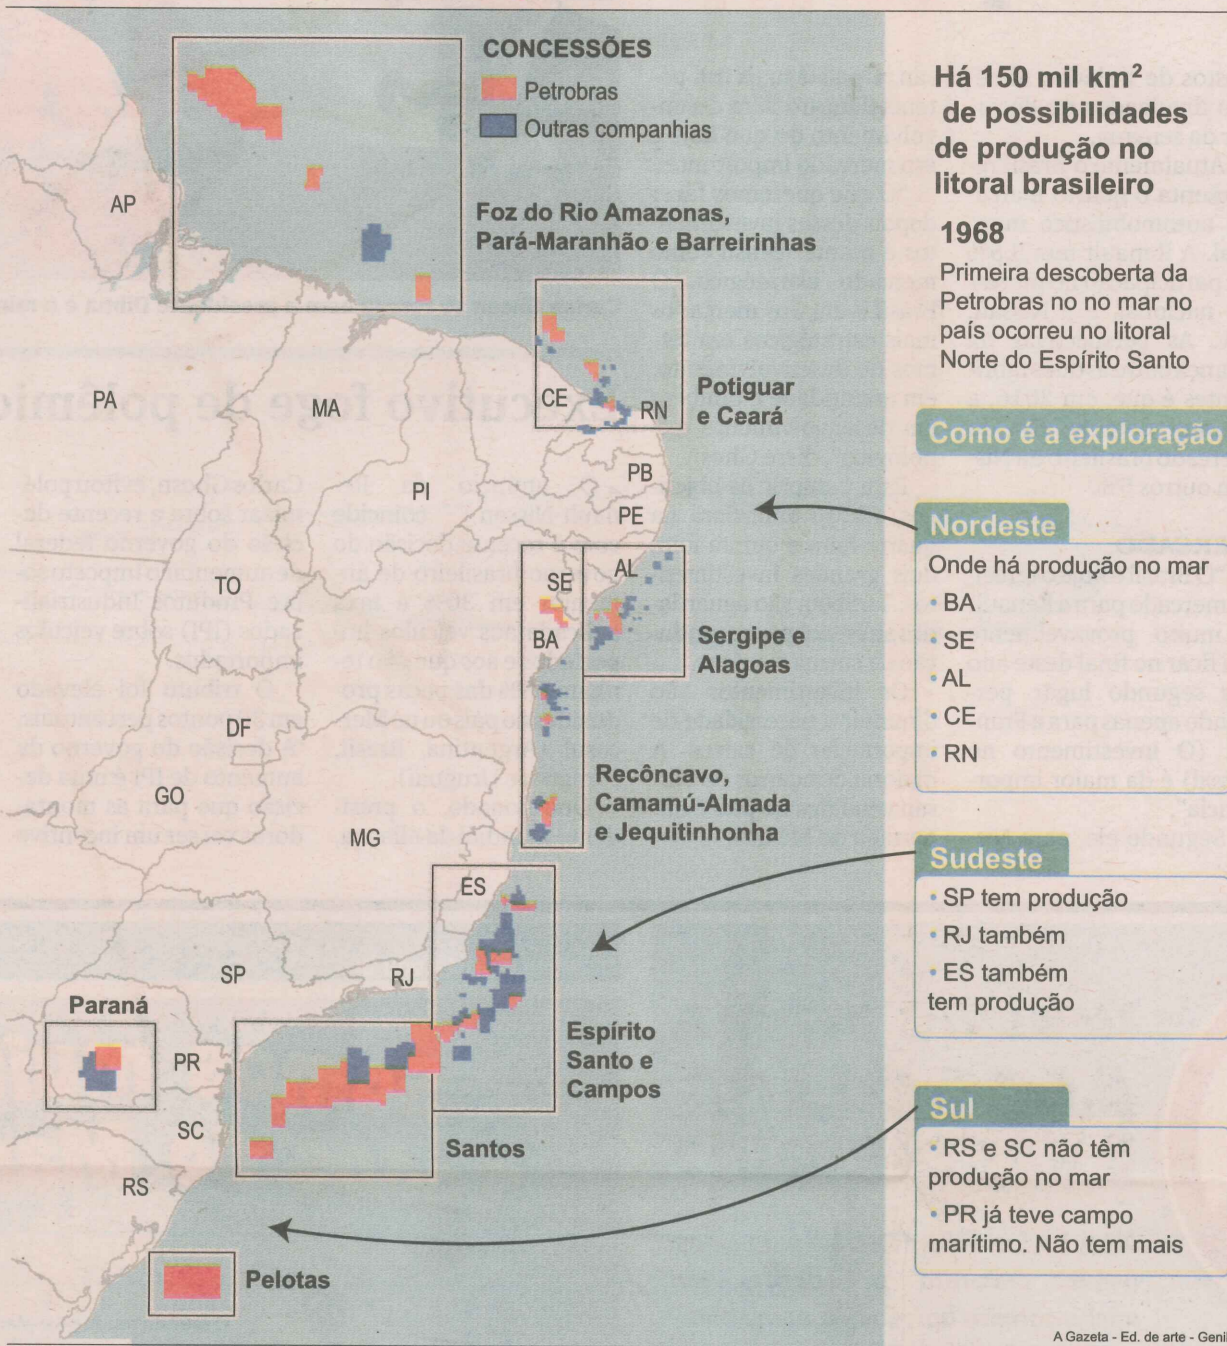 CONCESSÕES
Petrobras
Outras companhias
Há 150 mil km²
de possibilidades
de produção no
litoral brasileiro
1968
Primeira descoberta da
Petrobras no no mar no
país ocorreu no litoral
Norte do Espírito Santo
Como é a exploração
Nordeste
Onde há produção no mar
• BA
• SE
• AL
• CE
• RN
Sudeste
• SP tem produção
• RJ também
• ES também
tem produção
Sul
• RS e SC não têm
produção no mar
• PR já teve campo
marítimo. Não tem mais
AP
Foz do Rio Amazonas,
Pará-Maranhão e Barreirinhas
PA
MA
CE
RN
Potiguar
e Ceará
PI
PB
PE
TO
SE
AL
BA
Sergipe e
Alagoas
DF
GO
MG
Recôncavo,
Camamú-Almada
e Jequitinhonha
ES
SP
RJ
Paraná
PR
Espírito
Santo e
Campos
SC
Santos
RS
Pelotas
A Gazeta - Ed. de arte - Genil